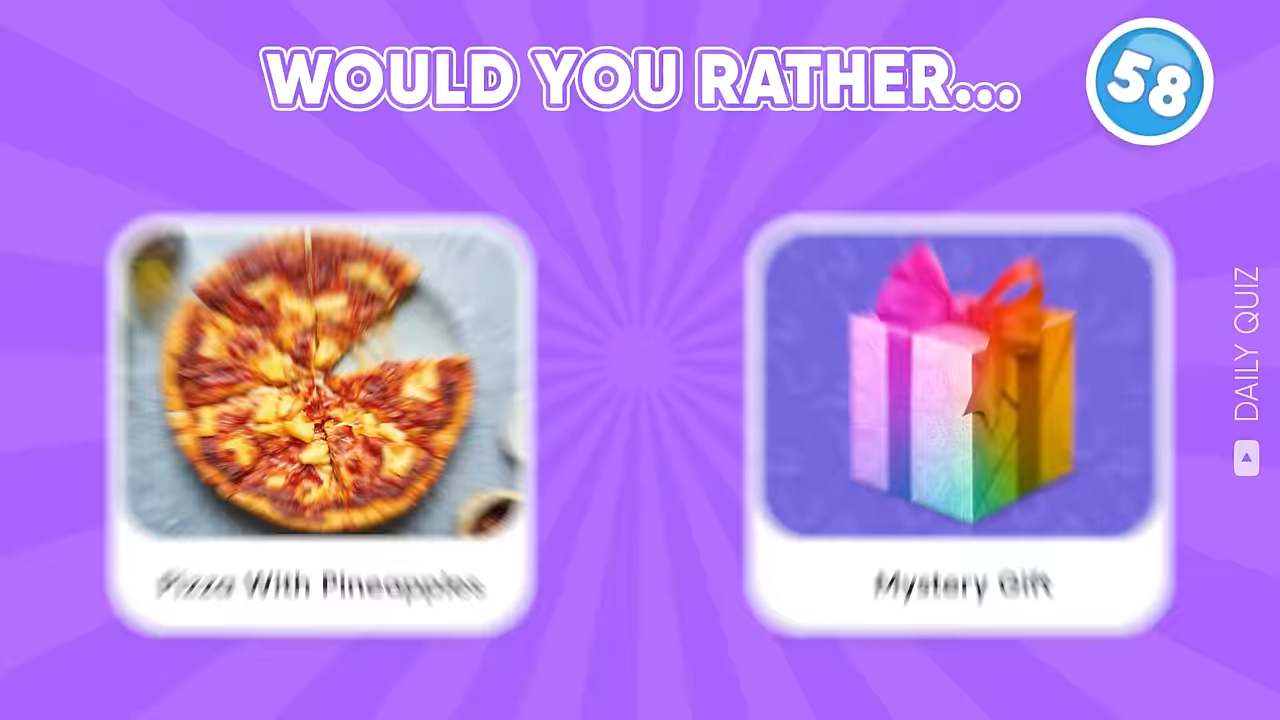 WOULD YOU RATHER...
58
Pizza With Pineapples
Mystery Gift
DAILY QUIZ